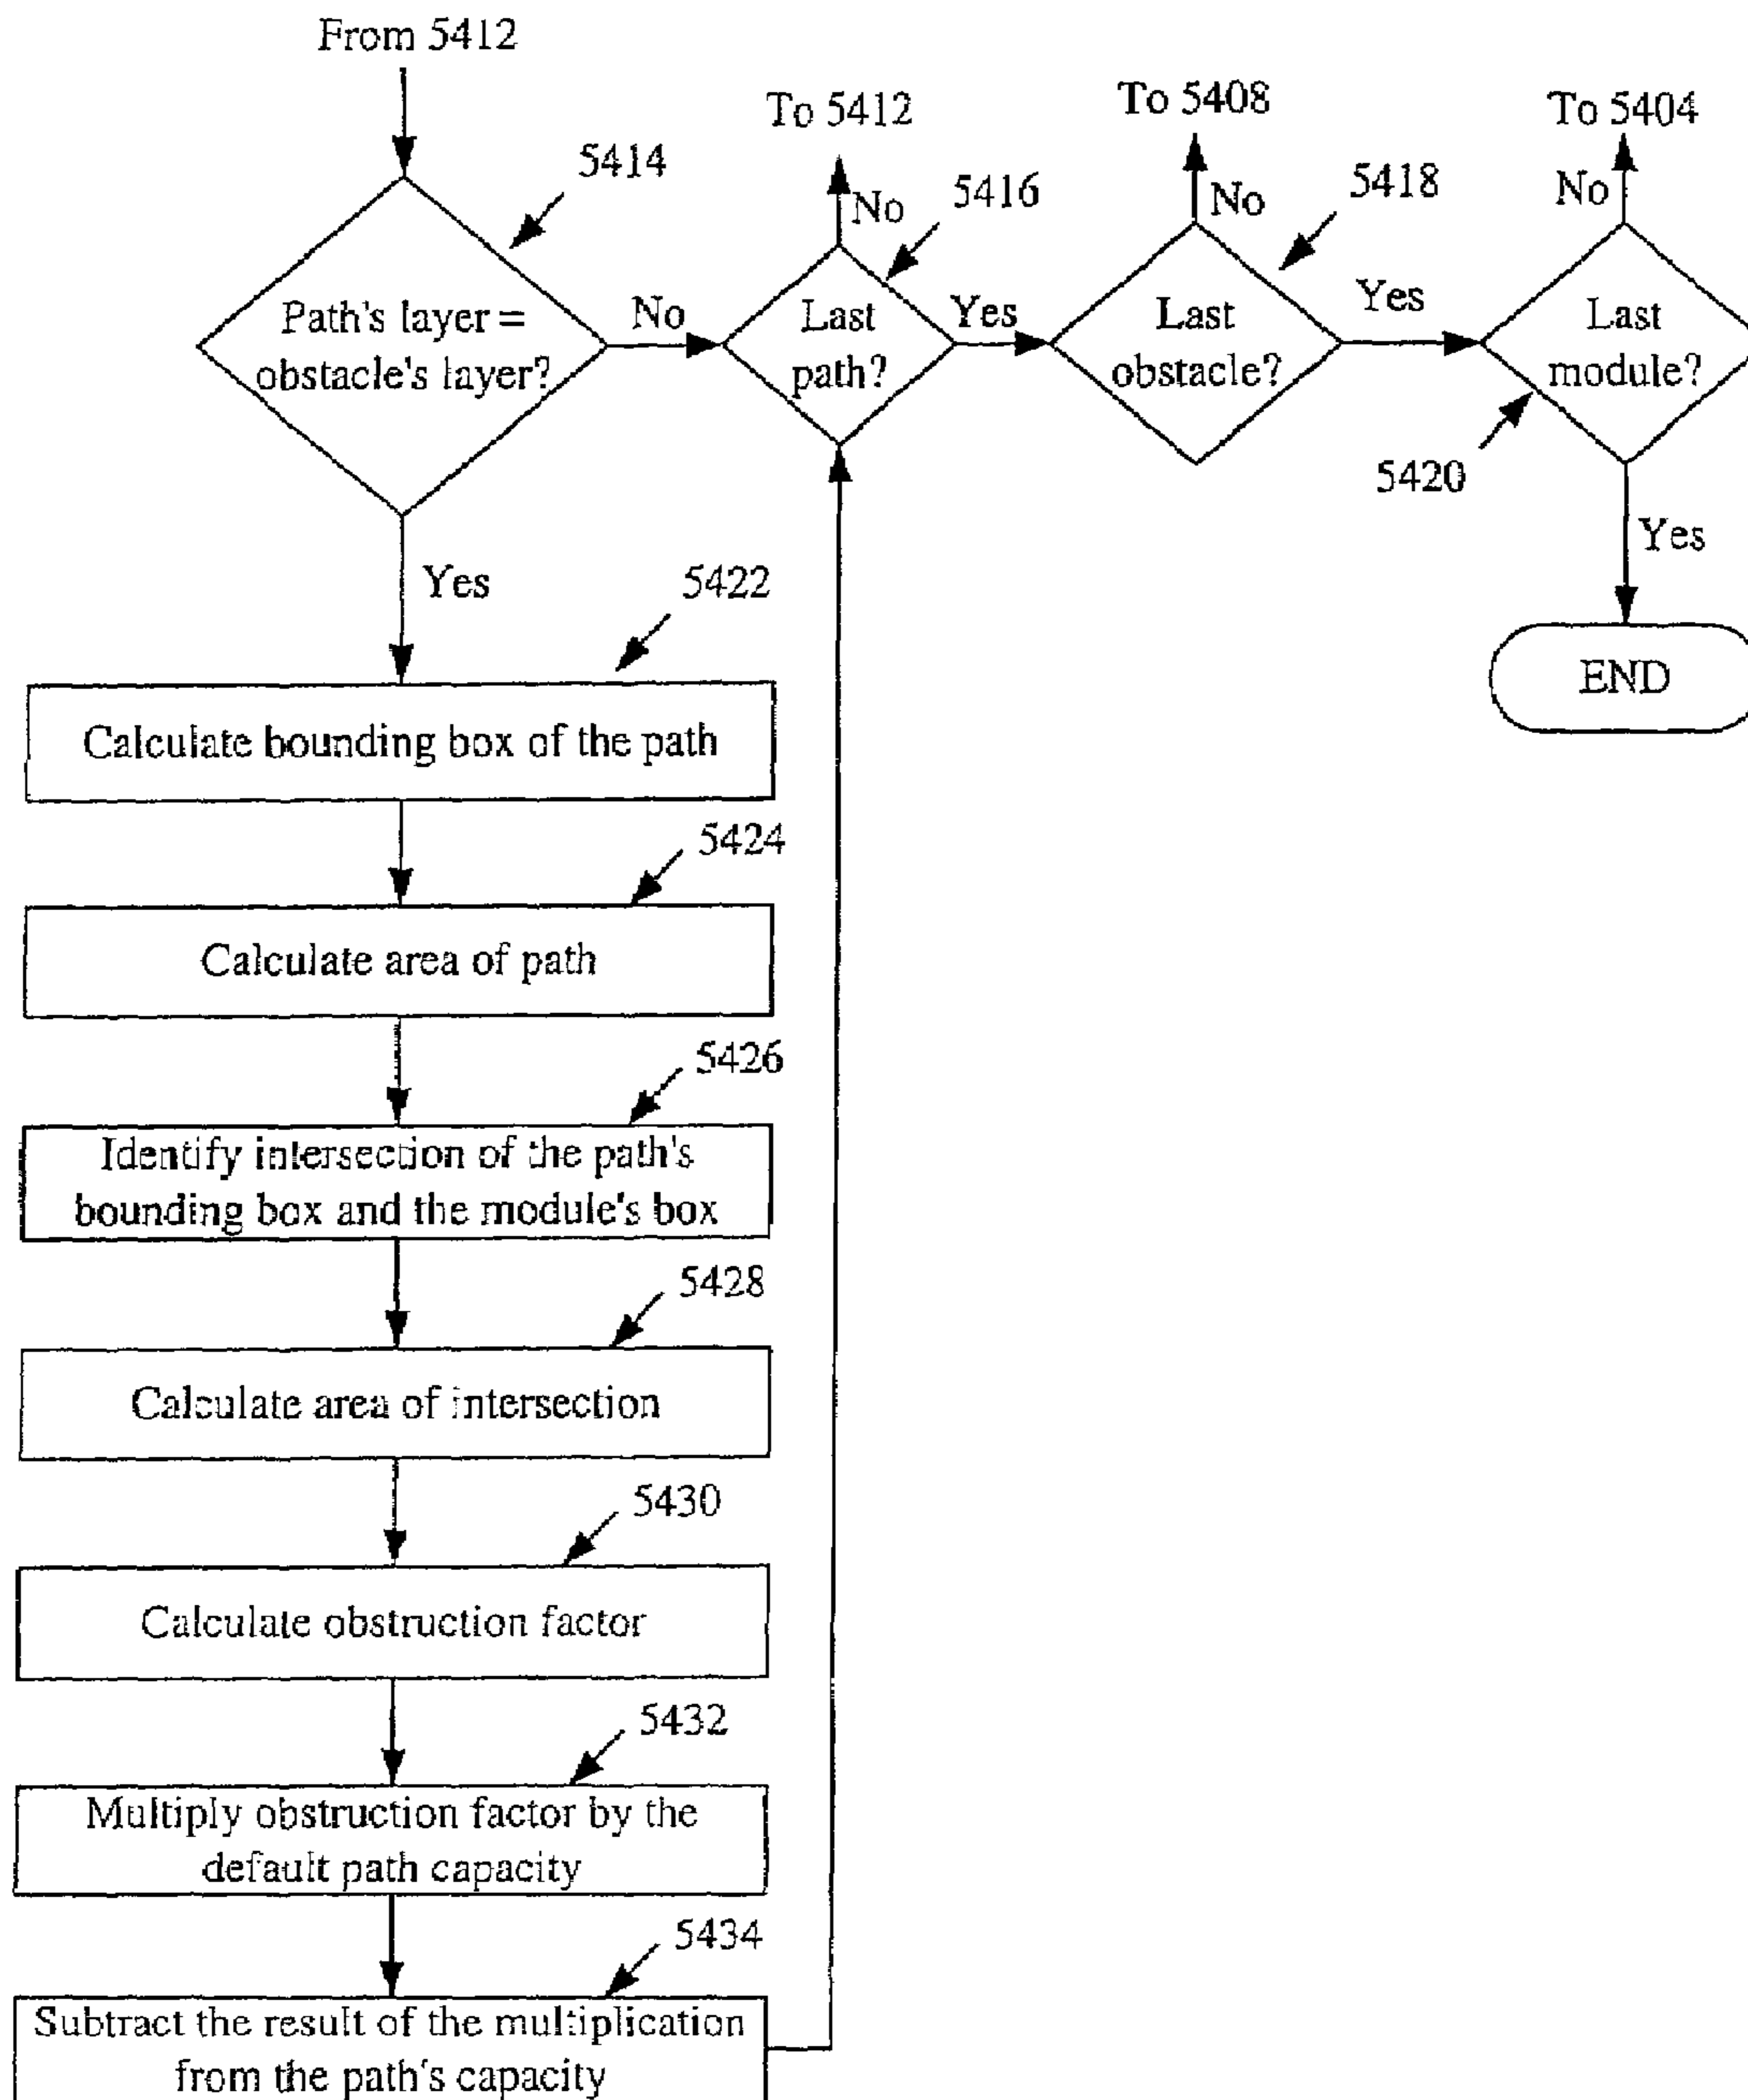 From 5412
To 5412
To 5408
To 5404
5414
No
5416
No
5418
No
Path's layer =
obstacle's layer?
No
Last
path?
Yes
Last
obstacle?
Yes
Last
module?
5420
Yes
Yes
END
5422
Calculate bounding box of the path
5424
Calculate area of path
5426
Identify intersection of the path's
bounding box and the module's box
5428
Calculate area of intersection
5430
Calculate obstruction factor
5432
Multiply obstruction factor by the
default path capacity
5434
Subtract the result of the multiplication
from the path's capacity